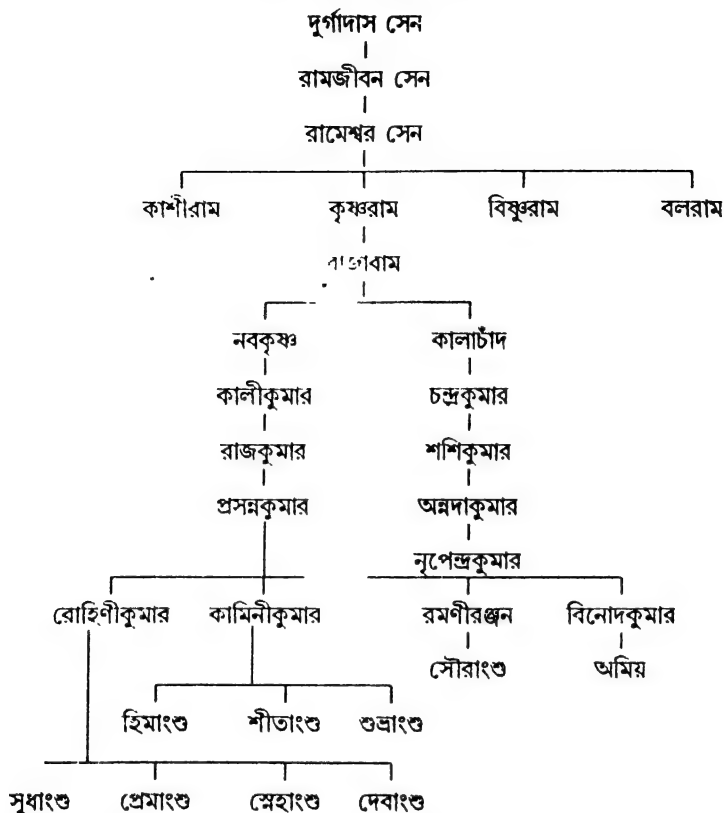 দুর্গাদাস সেন
রামজীবন সেন
রামেশ্বর সেন
কাশীরাম কৃষ্ণরাম বিষ্ণুরাম বলরাম
নবকৃষ্ণ কালাচাঁদ
কালীকুমার চন্দ্রকুমার
রাজকুমার শশিকুমার
প্রসন্নকুমার অন্নদাকুমার
নৃপেন্দ্রকুমার
রোহিণীকুমার কামিনীকুমার রমণীরঞ্জন বিনোদকুমার
সৌরাংশু অমিয়
হিমাংশু শীতাংশু শুভ্রাংশু
সুধাংশু প্রেমাংশু স্নেহাংশু দেবাংশু